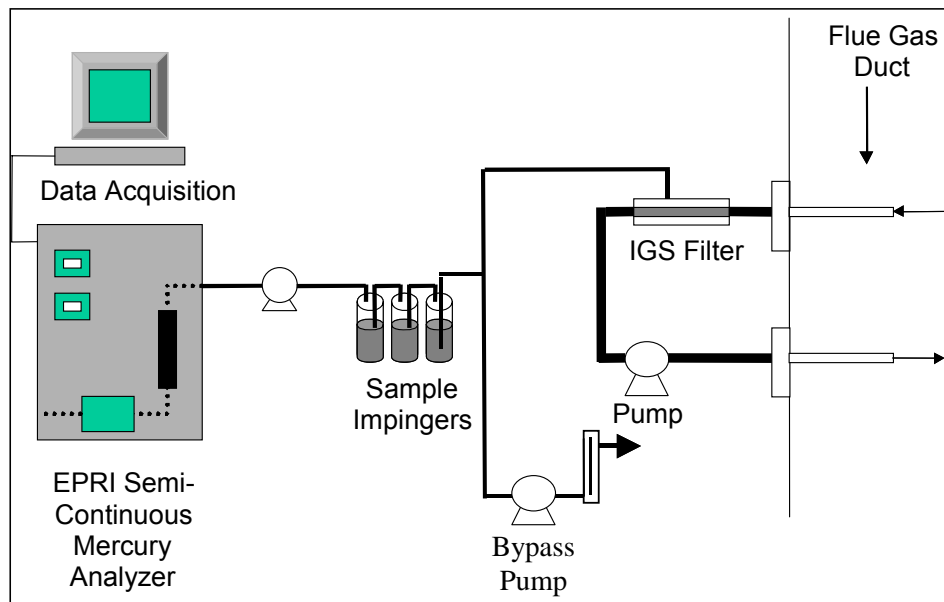 Flue Gas
Duct
Data Acquisition
IGS Filter
Sample
Impingers
Pump
EPRI Semi-
Continuous
Mercury
Analyzer
Bypass
Pump